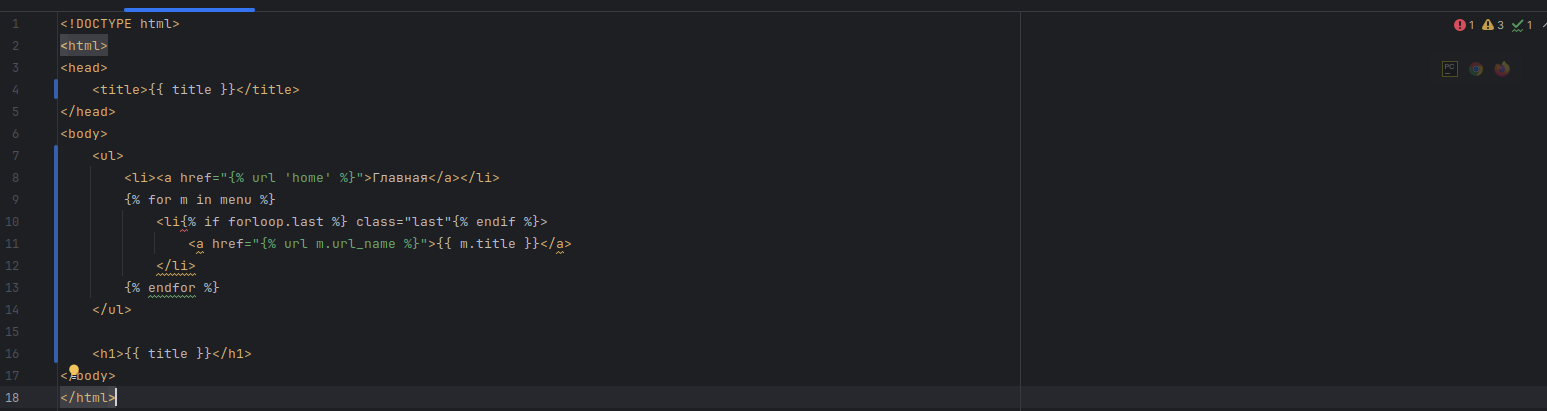 1 <!DOCTYPE html>
2 <html>
3 <head>
4     <title>{{ title }}</title>
5 </head>
6 <body>
7     <ul>
8         <li><a href="{% url 'home' %}">Главная</a></li>
9         {% for m in menu %}
10             <li{% if forloop.last %} class="last"{% endif %}>
11                 <a href="{% url m.url_name %}">{{ m.title }}</a>
12             </li>
13         {% endfor %}
14     </ul>
15
16     <h1>{{ title }}</h1>
17 </body>
18 </html>
1 3 1
PC